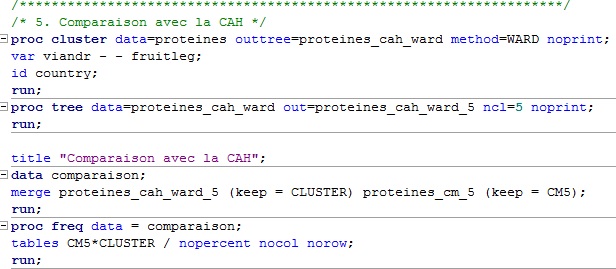 /***********************************************************************/
/* 5. Comparaison avec la CAH */
proc cluster data=proteines outtree=proteines_cah_ward method=WARD noprint;
var viandr - - fruitleg;
id country;
run;
proc tree data=proteines_cah_ward out=proteines_cah_ward_5 ncl=5 noprint;
run;
title "Comparaison avec la CAH";
data comparaison;
merge proteines_cah_ward_5 (keep = CLUSTER) proteines_cm_5 (keep = CM5);
run;
proc freq data = comparaison;
tables CM5*CLUSTER / nopercent nocol norow;
run;